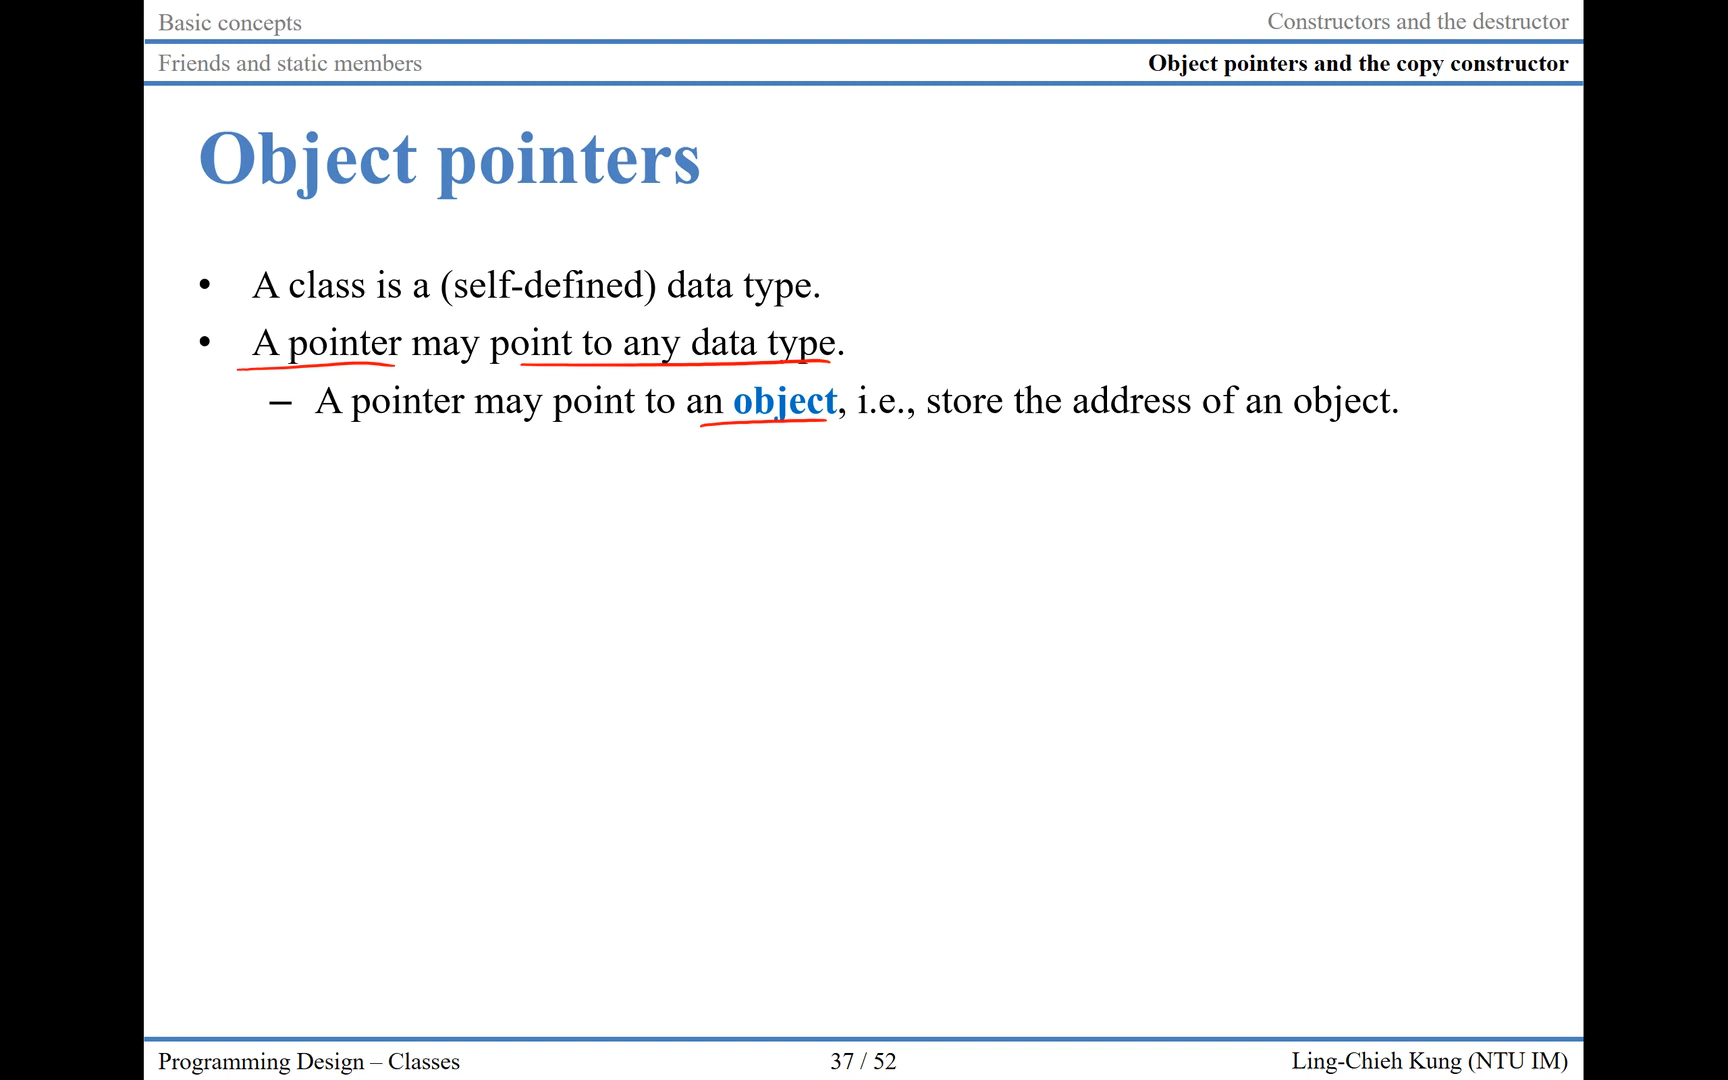 Basic concepts
Constructors and the destructor
Friends and static members
Object pointers and the copy constructor
Object pointers
• A class is a (self-defined) data type.
• A pointer may point to any data type.
– A pointer may point to an object, i.e., store the address of an object.
Programming Design – Classes
37 / 52
Ling-Chieh Kung (NTU IM)